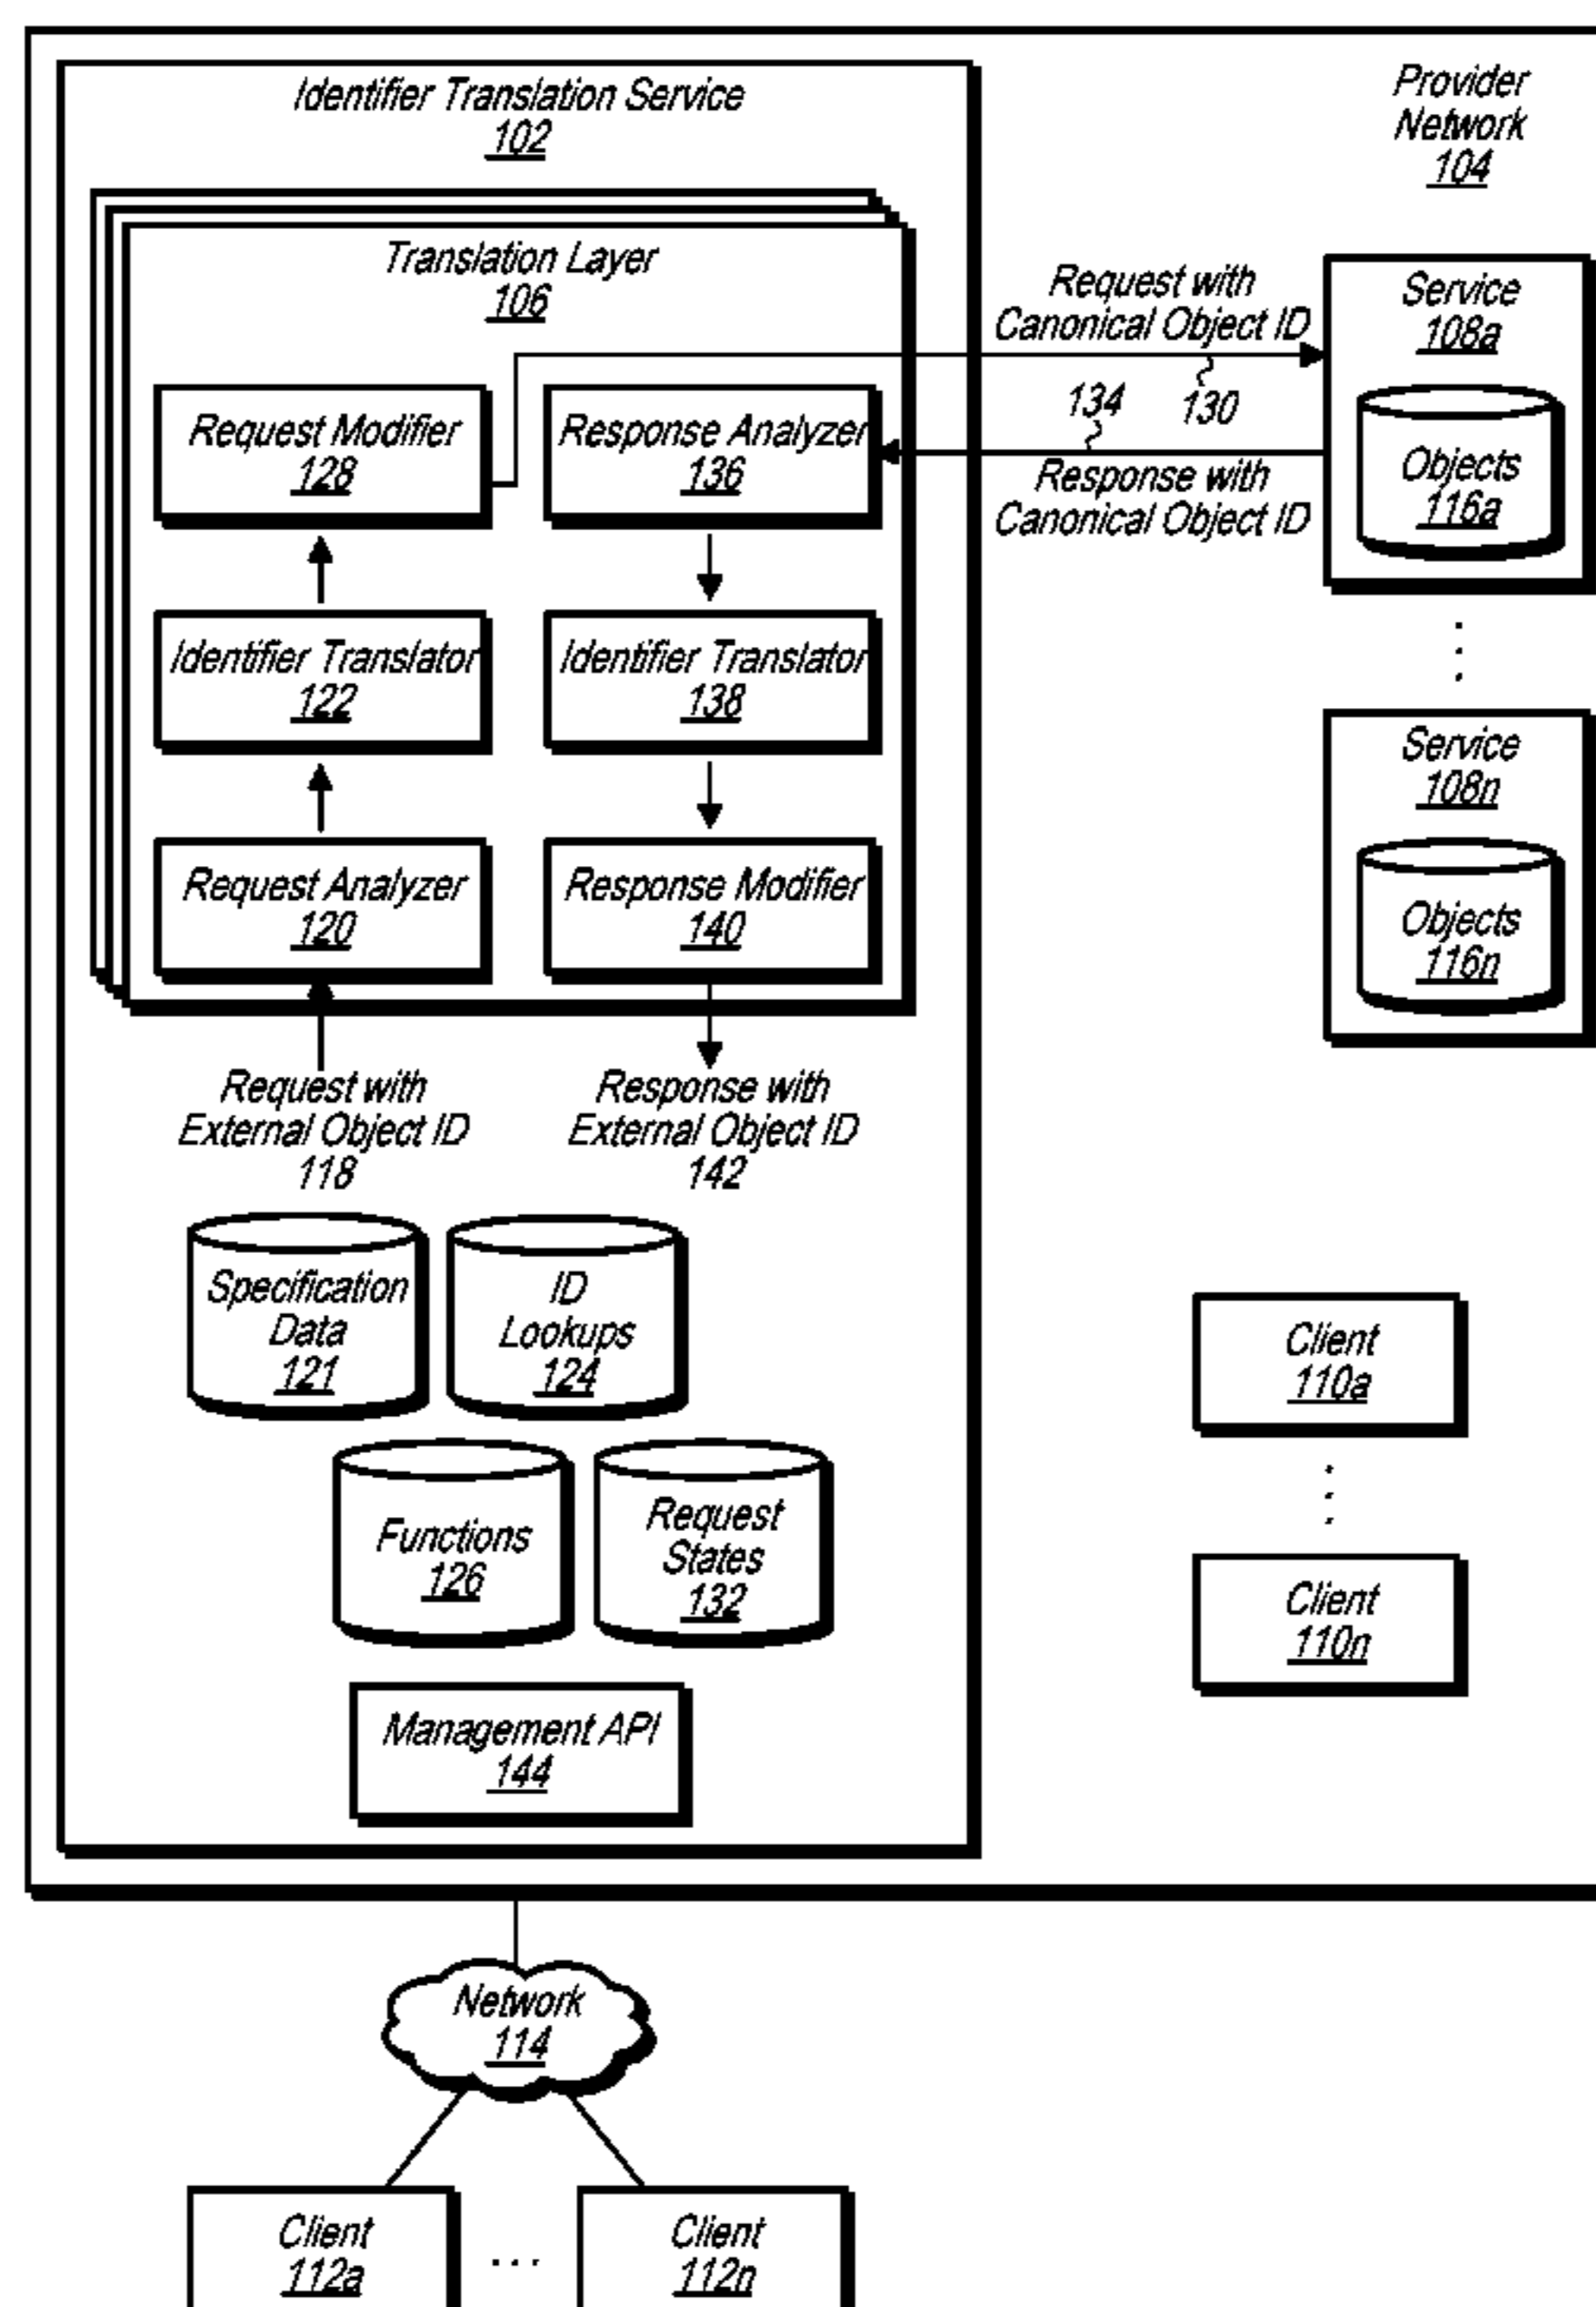 Identifier Translation Service
102
Provider
Network
104
Translation Layer
106
Request with
Canonical Object ID
130
134
Response with
Canonical Object ID
Service
108a
Objects
116a
Request Modifier
128
Response Analyzer
136
Identifier Translator
122
Identifier Translator
138
Service
108n
Objects
116n
Request Analyzer
120
Response Modifier
140
Request with
External Object ID
118
Response with
External Object ID
142
Specification
Data
121
ID
Lookups
124
Client
110a
Functions
126
Request
States
132
Client
110n
Management API
144
Network
114
Client
112a
...
Client
112n